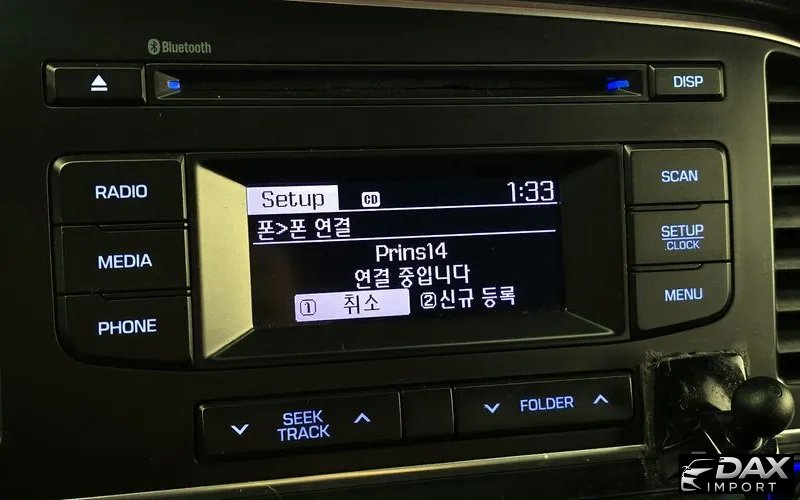 Bluetooth
DISP
RADIO
MEDIA
PHONE
Setup CD 1:33
폰>폰 연결
Prins14
연결 중입니다
1 취소 2 신규 등록
SCAN
SETUP
CLOCK
MENU
SEEK
TRACK
FOLDER
DAX
IMPORT